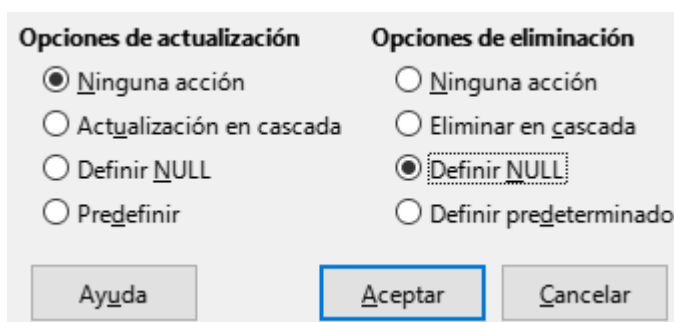 Opciones de actualización
Ninguna acción
Actualización en cascada
Definir NULL
Predefinir
Opciones de eliminación
Ninguna acción
Eliminar en cascada
Definir NULL
Definir predeterminado
Ayuda
Aceptar
Cancelar